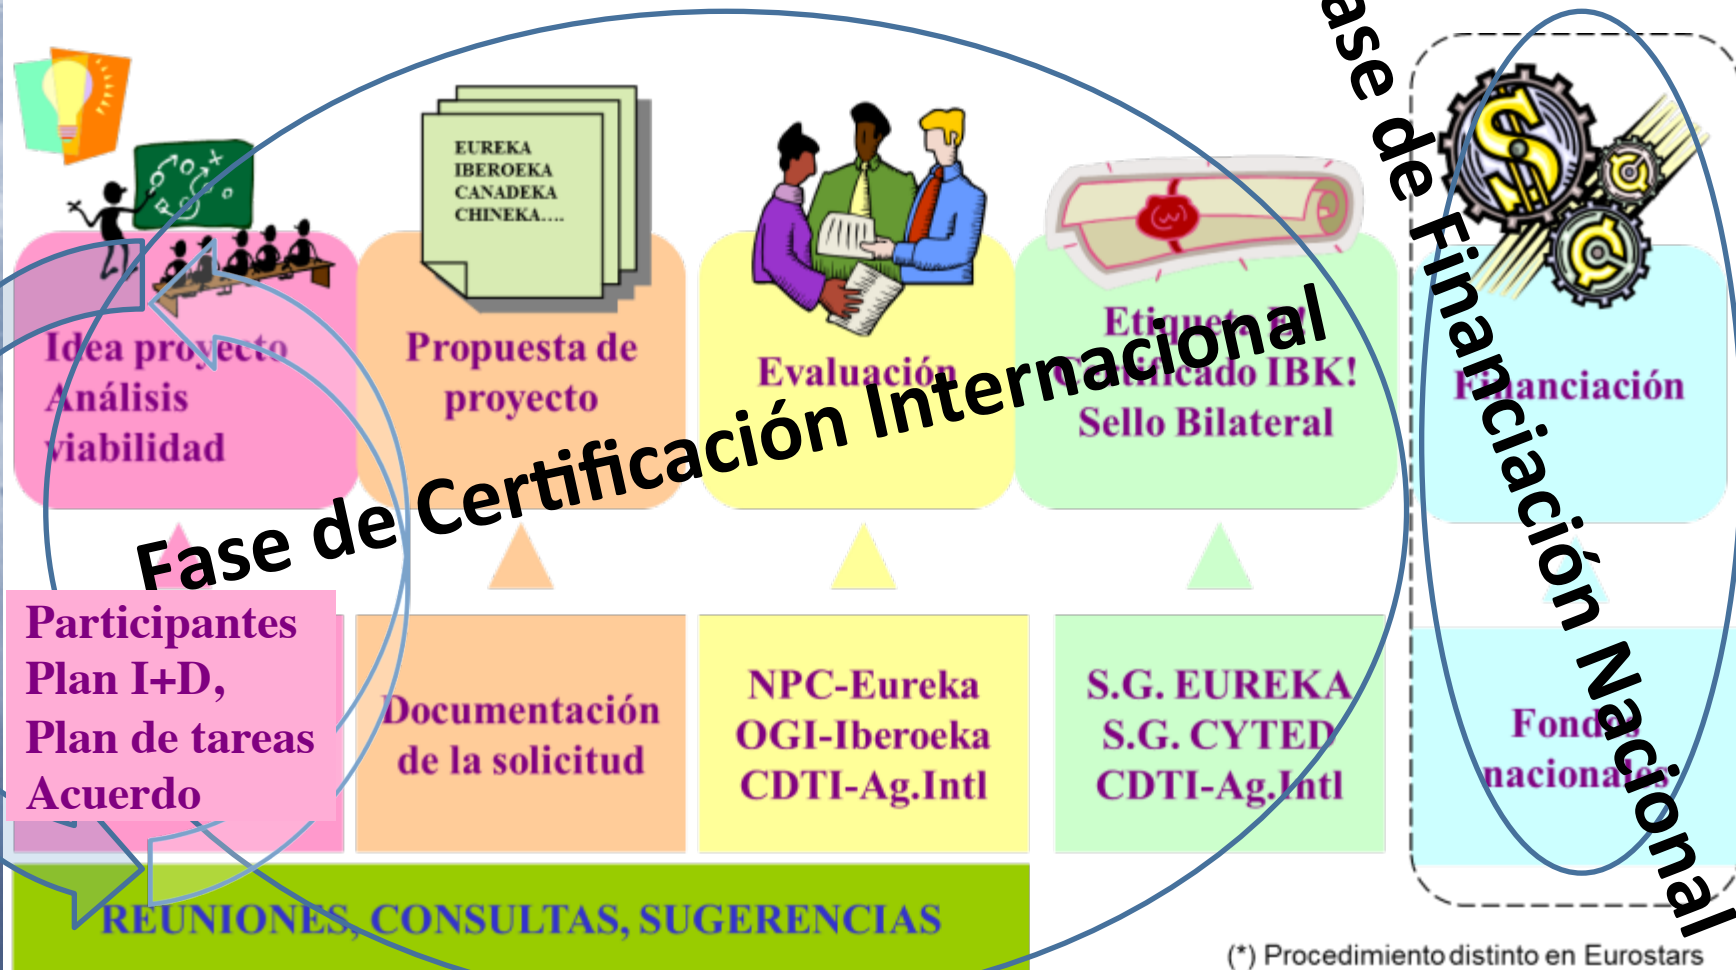 EUREKA
IBEROEKA
CANADEKA
CHINEKA....
Idea proyecto
Análisis
viabilidad
Propuesta de
proyecto
Evaluación
Etiqueta E!
Certificado IBK!
Sello Bilateral
Financiación
Fase de Certificación Internacional
ase de Financiación Nacional
Participantes
Plan I+D,
Plan de tareas
Acuerdo
Documentación
de la solicitud
NPC-Eureka
OGI-Iberoeka
CDTI-Ag.Intl
S.G. EUREKA
S.G. CYTED
CDTI-Ag.Intl
Fondos
nacionales
REUNIONES, CONSULTAS, SUGERENCIAS
(*) Procedimiento distinto en Eurostars